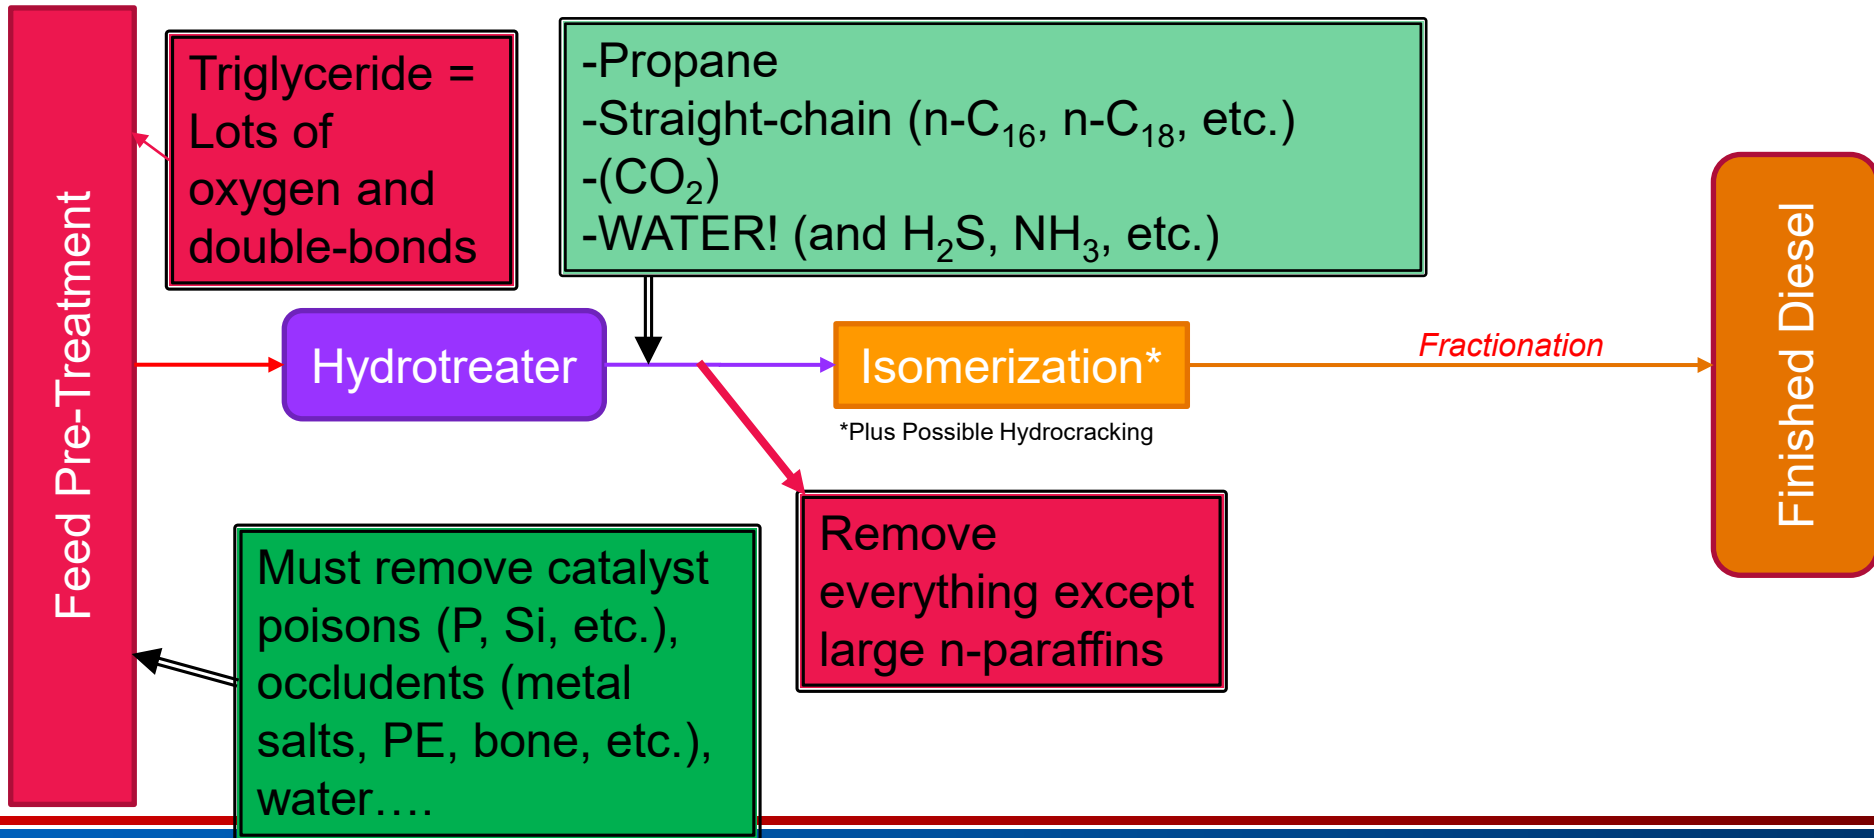 Feed Pre-Treatment
Triglyceride =
Lots of
oxygen and
double-bonds
-Propane
-Straight-chain (n-C₁₆, n-C₁₈, etc.)
-(CO₂)
-WATER! (and H₂S, NH₃, etc.)
Hydrotreater
Isomerization*
*Plus Possible Hydrocracking
Fractionation
Finished Diesel
Must remove catalyst
poisons (P, Si, etc.),
occludents (metal
salts, PE, bone, etc.),
water….
Remove
everything except
large n-paraffins